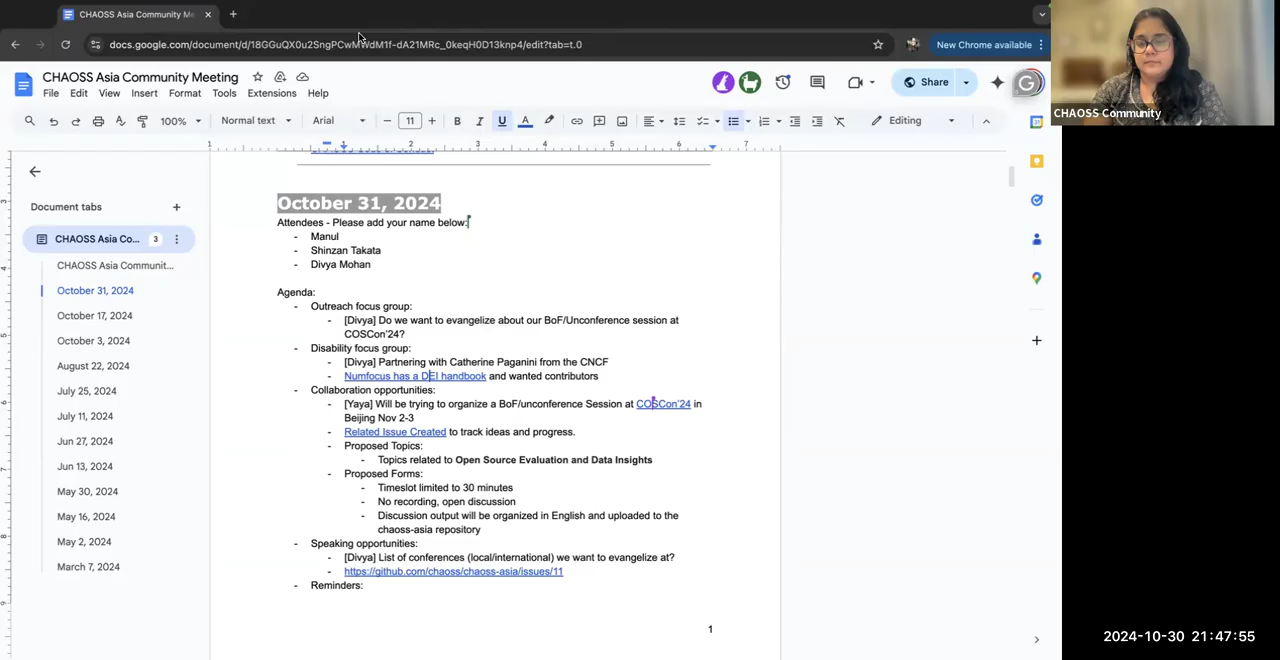 CHAOSS Asia Community Me
docs.google.com/document/d/18GGuQX0u2SngPCwMWdM1f-dA21MRc_0keqH0D13knp4/edit?tab=t.0
New Chrome available
CHAOSS Asia Community Meeting
File Edit View Insert Format Tools Extensions Help
Share
100% Normal text Arial 11 Editing
1 1 2 3 4 5 6 7
Document tabs
CHAOSS Asia Co... 3
CHAOSS Asia Communit...
October 31, 2024
October 17, 2024
October 3, 2024
August 22, 2024
July 25, 2024
July 11, 2024
Jun 27, 2024
Jun 13, 2024
May 30, 2024
May 16, 2024
May 2, 2024
March 7, 2024
October 31, 2024
Attendees - Please add your name below:
- Manul
- Shinzan Takata
- Divya Mohan
Agenda:
- Outreach focus group:
- [Divya] Do we want to evangelize about our BoF/Unconference session at
COSCon'24?
- Disability focus group:
- [Divya] Partnering with Catherine Paganini from the CNCF
- Numfocus has a DEI handbook and wanted contributors
- Collaboration opportunities:
- [Yaya] Will be trying to organize a BoF/unconference Session at COSCon'24 in
Beijing Nov 2-3
- Related Issue Created to track ideas and progress.
- Proposed Topics:
- Topics related to Open Source Evaluation and Data Insights
- Proposed Forms:
- Timeslot limited to 30 minutes
- No recording, open discussion
- Discussion output will be organized in English and uploaded to the
chaoss-asia repository
- Speaking opportunities:
- [Divya] List of conferences (local/international) we want to evangelize at?
- https://github.com/chaoss/chaoss-asia/issues/11
- Reminders:
1
CHAOSS Community
2024-10-30 21:47:55